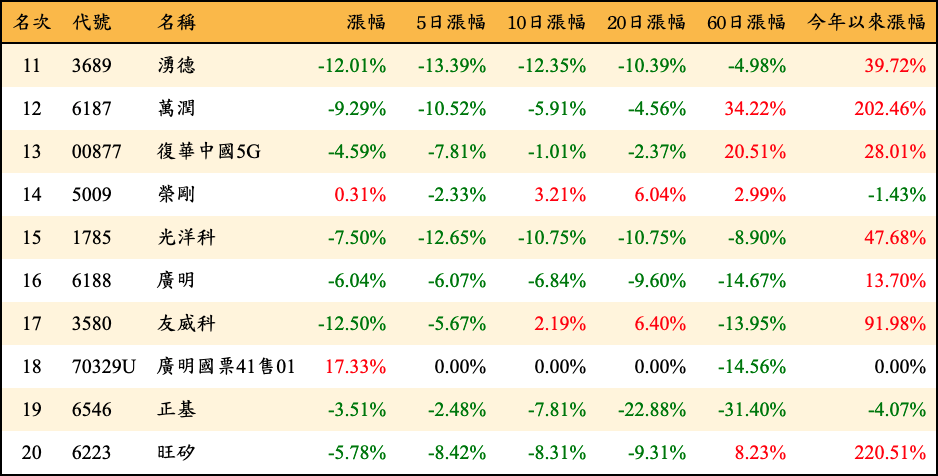 名次 代號 名稱 漲幅 5日漲幅 10日漲幅 20日漲幅 60日漲幅 今年以來漲幅
11 3689 湧德 -12.01% -13.39% -12.35% -10.39% -4.98% 39.72%
12 6187 萬潤 -9.29% -10.52% -5.91% -4.56% 34.22% 202.46%
13 00877 復華中國5G -4.59% -7.81% -1.01% -2.37% 20.51% 28.01%
14 5009 榮剛 0.31% -2.33% 3.21% 6.04% 2.99% -1.43%
15 1785 光洋科 -7.50% -12.65% -10.75% -10.75% -8.90% 47.68%
16 6188 廣明 -6.04% -6.07% -6.84% -9.60% -14.67% 13.70%
17 3580 友威科 -12.50% -5.67% 2.19% 6.40% -13.95% 91.98%
18 70329U 廣明國票41售01 17.33% 0.00% 0.00% 0.00% -14.56% 0.00%
19 6546 正基 -3.51% -2.48% -7.81% -22.88% -31.40% -4.07%
20 6223 旺矽 -5.78% -8.42% -8.31% -9.31% 8.23% 220.51%